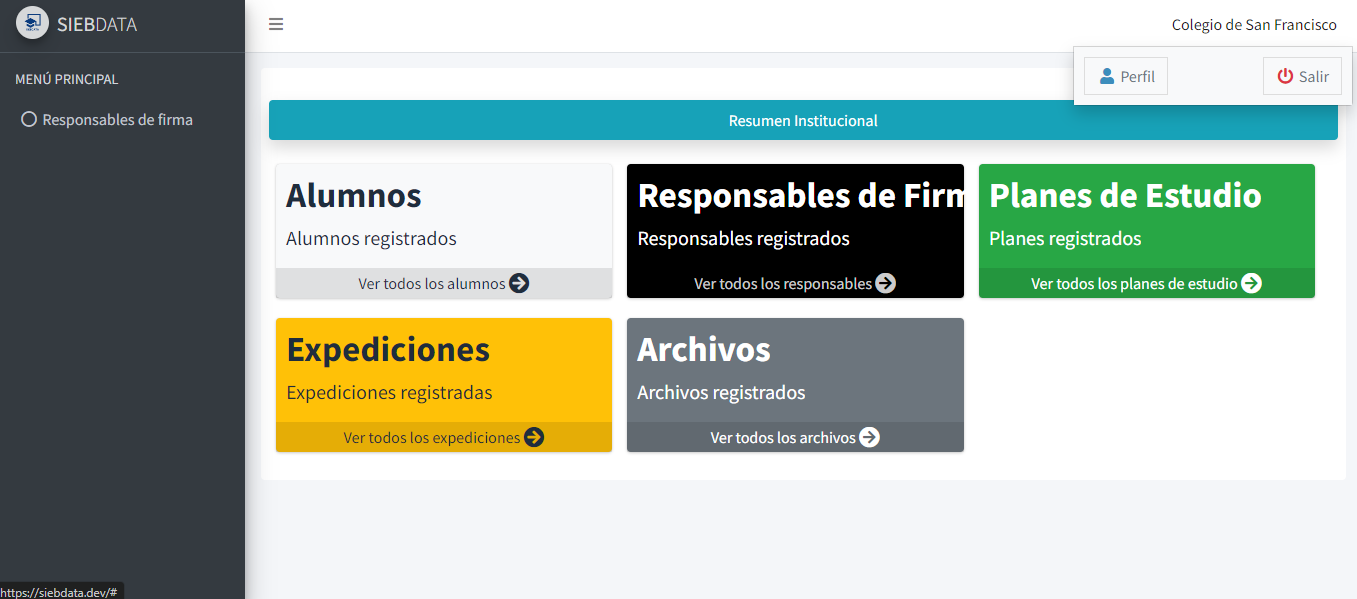 SIEBDATA
Colegio de San Francisco
Perfil
Salir
MENÚ PRINCIPAL
Responsables de firma
Resumen Institucional
Alumnos
Alumnos registrados
Ver todos los alumnos
Responsables de Firm
Responsables registrados
Ver todos los responsables
Planes de Estudio
Planes registrados
Ver todos los planes de estudio
Expediciones
Expediciones registradas
Ver todos los expediciones
Archivos
Archivos registrados
Ver todos los archivos
https://siebdata.dev/#